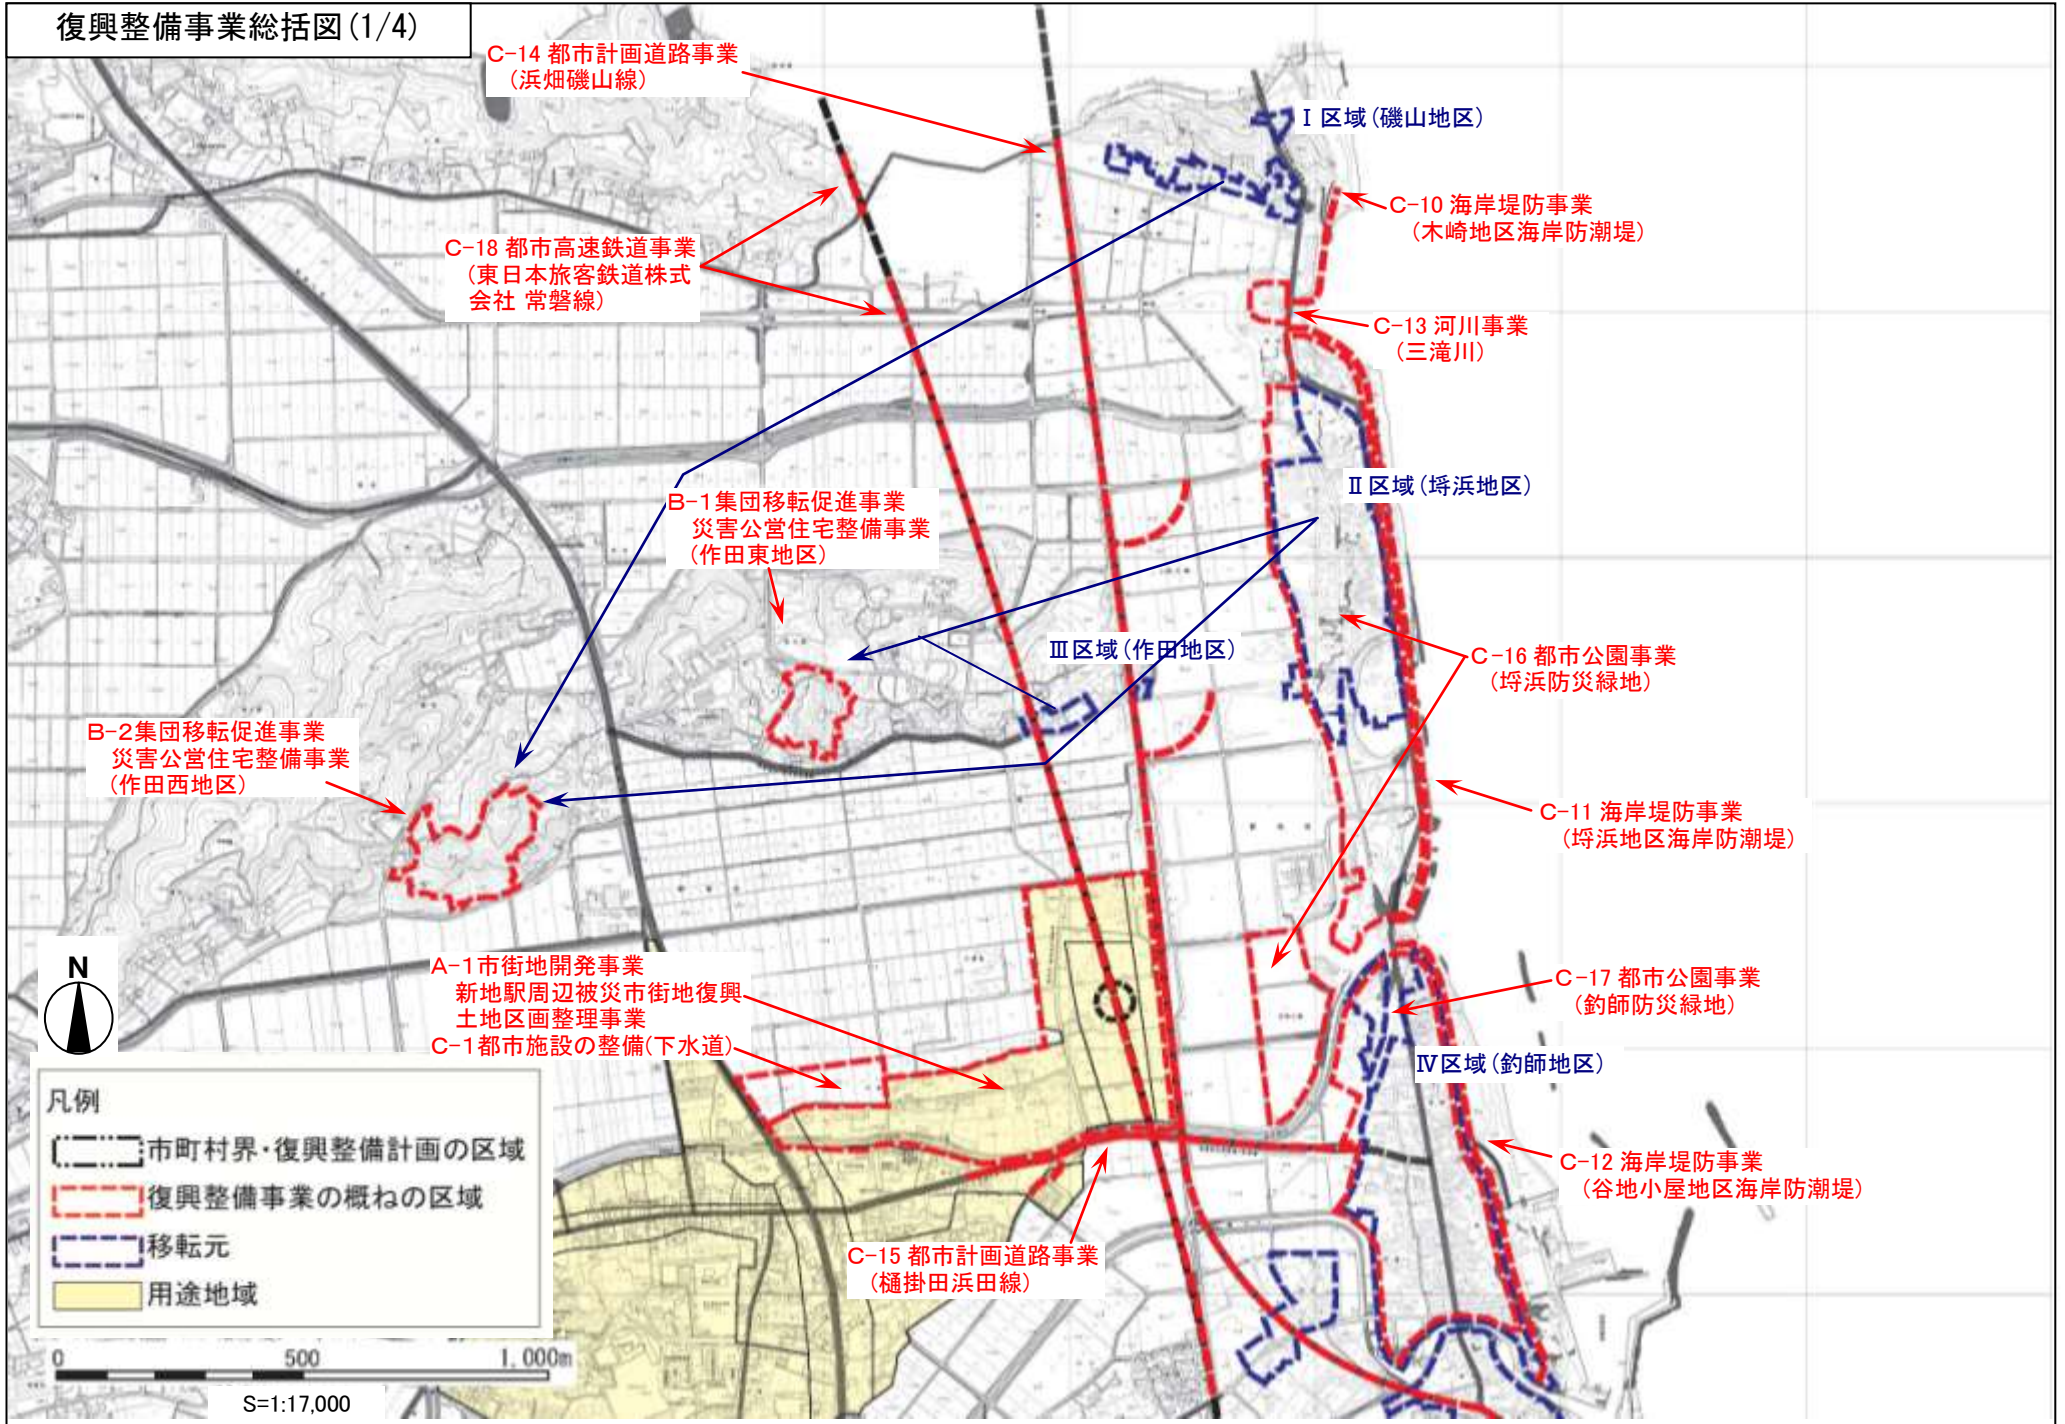 復興整備事業総括図(1/4)
C-14 都市計画道路事業
(浜畑磯山線)
Ⅰ区域(磯山地区)
C-10 海岸堤防事業
(木崎地区海岸防潮堤)
C-18 都市高速鉄道事業
(東日本旅客鉄道株式
会社 常磐線)
C-13 河川事業
(三滝川)
Ⅱ区域(埓浜地区)
B-1集団移転促進事業
災害公営住宅整備事業
(作田東地区)
Ⅲ区域(作田地区)
C-16 都市公園事業
(埓浜防災緑地)
B-2集団移転促進事業
災害公営住宅整備事業
(作田西地区)
C-11 海岸堤防事業
(埓浜地区海岸防潮堤)
N
A-1市街地開発事業
新地駅周辺被災市街地復興
土地区画整理事業
C-1都市施設の整備(下水道)
C-17 都市公園事業
(釣師防災緑地)
Ⅳ区域(釣師地区)
凡例
市町村界・復興整備計画の区域
復興整備事業の概ねの区域
移転元
用途地域
C-12 海岸堤防事業
(谷地小屋地区海岸防潮堤)
C-15 都市計画道路事業
(樋掛田浜田線)
0 500 1,000m
S=1:17,000